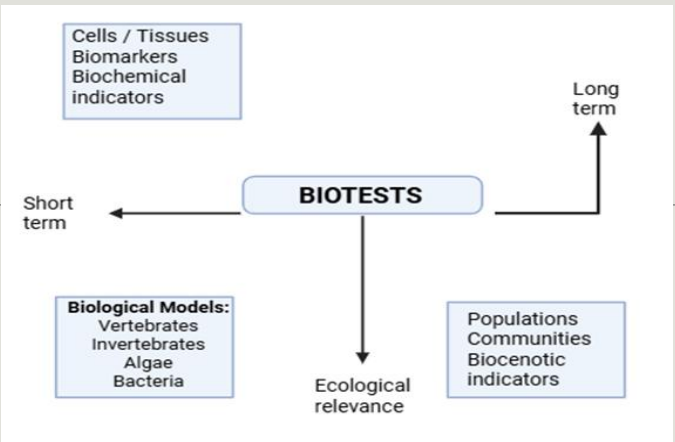 Cells / Tissues
Biomarkers
Biochemical
indicators
Long
term
BIOTESTS
Short
term
Biological Models:
Vertebrates
Invertebrates
Algae
Bacteria
Populations
Communities
Biocenotic
indicators
Ecological
relevance